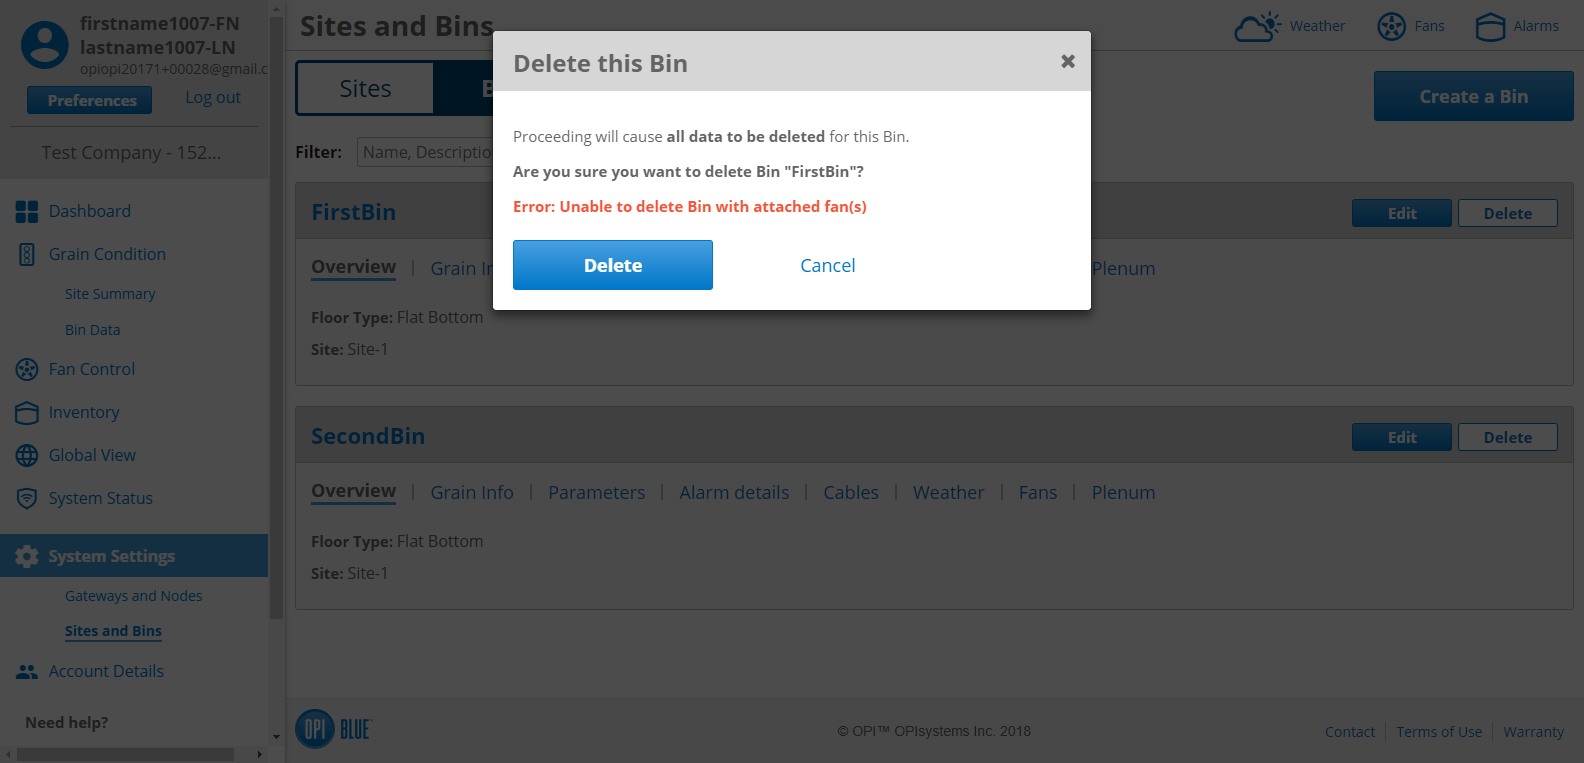 firstname1007-FN
lastname1007-LN
opiopi20171+00028@gmail.c
Preferences
Log out
Test Company - 152...
Dashboard
Grain Condition
Site Summary
Bin Data
Fan Control
Inventory
Global View
System Status
System Settings
Gateways and Nodes
Sites and Bins
Account Details
Need help?
Sites and Bins
Weather
Fans
Alarms
Sites
B
Create a Bin
Filter:
Name, Descriptio
Delete this Bin
✖
Proceeding will cause all data to be deleted for this Bin.
Are you sure you want to delete Bin "FirstBin"?
Error: Unable to delete Bin with attached fan(s)
Delete
Cancel
FirstBin
Edit
Delete
Overview | Grain In
Plenum
Floor Type: Flat Bottom
Site: Site-1
SecondBin
Edit
Delete
Overview | Grain Info | Parameters | Alarm details | Cables | Weather | Fans | Plenum
Floor Type: Flat Bottom
Site: Site-1
OPI BLUE™
© OPI™ OPIsystems Inc. 2018
Contact
Terms of Use
Warranty